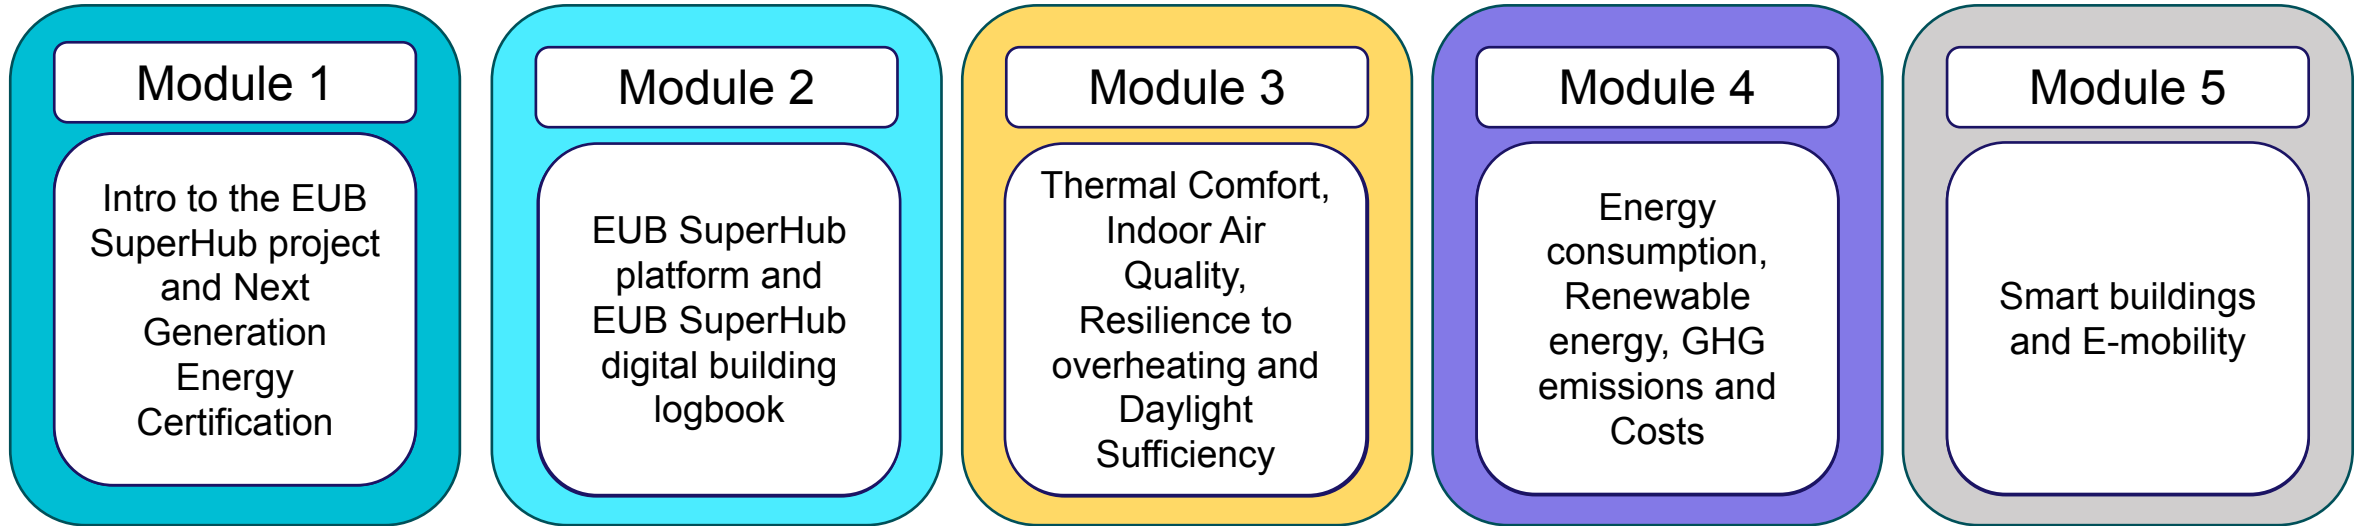 Module 1
Intro to the EUB
SuperHub project
and Next
Generation
Energy
Certification
Module 2
EUB SuperHub
platform and
EUB SuperHub
digital building
logbook
Module 3
Thermal Comfort,
Indoor Air
Quality,
Resilience to
overheating and
Daylight
Sufficiency
Module 4
Energy
consumption,
Renewable
energy, GHG
emissions and
Costs
Module 5
Smart buildings
and E-mobility